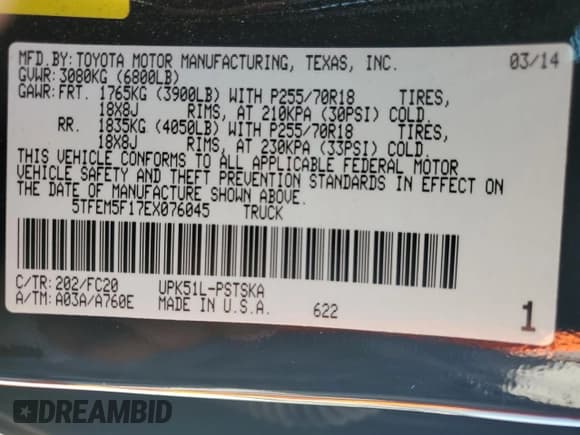 MFD.BY: TOYOTA MOTOR MANUFACTURING, TEXAS, INC. 03/14
GVWR: 3080KG (6800LB)
GAWR: FRT. 1765KG (3900LB) WITH P255/70R18 TIRES,
18X8J RIMS, AT 210KPA (30PSI) COLD.
RR. 1835KG (4050LB) WITH P255/70R18 TIRES,
18X8J RIMS, AT 230KPA (33PSI) COLD.
THIS VEHICLE CONFORMS TO ALL APPLICABLE FEDERAL MOTOR
VEHICLE SAFETY AND THEFT PREVENTION STANDARDS IN EFFECT ON
THE DATE OF MANUFACTURE SHOWN ABOVE.
5TFEM5F17EX076045 TRUCK
C/TR: 202/FC20 UPK51L-PSTSKA
A/TM: A03A/A760E MADE IN U.S.A. 622 1
DREAMBID